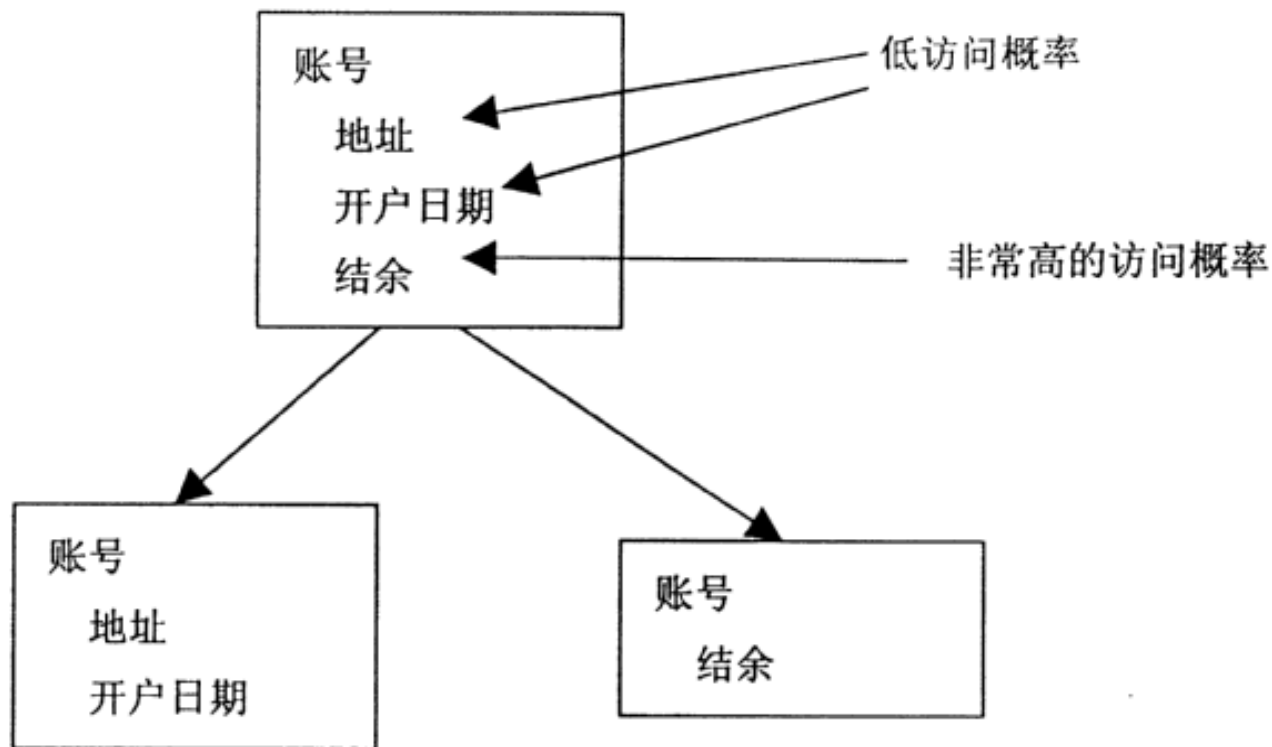 账号
地址
开户日期
结余
低访问概率
非常高的访问概率
账号
地址
开户日期
账号
结余